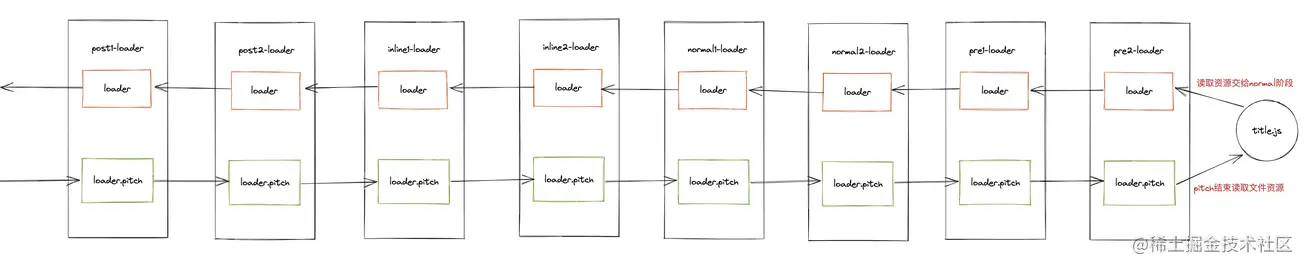 post1-loader
post2-loader
inline1-loader
inline2-loader
normal1-loader
normal2-loader
pre1-loader
pre2-loader
loader
loader
loader
loader
loader
loader
loader
loader
读取资源交给normal阶段
title.js
loader.pitch
loader.pitch
loader.pitch
loader.pitch
loader.pitch
loader.pitch
loader.pitch
loader.pitch
pitch结束读取文件资源
@稀土掘金技术社区